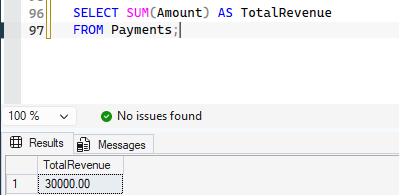 96 SELECT SUM(Amount) AS TotalRevenue
97 FROM Payments;
100 %
No issues found
Results
Messages
TotalRevenue
1 30000.00